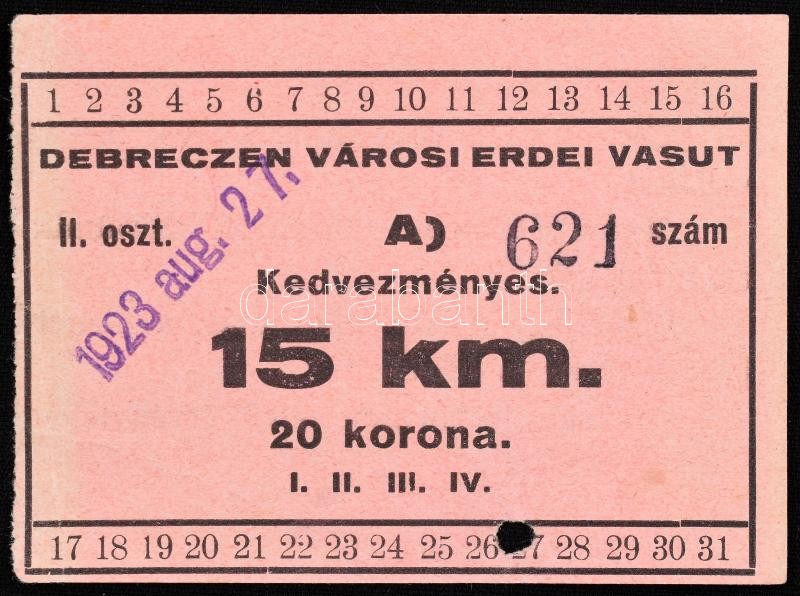 1 2 3 4 5 6 7 8 9 10 11 12 13 14 15 16
DEBRECZEN VÁROSI ERDEI VASUT
1923 aug. 27.
II. oszt. A) 621 szám
Kedvezményes.
darabanth
15 km.
20 korona.
I. II. III. IV.
17 18 19 20 21 22 23 24 25 26 27 28 29 30 31